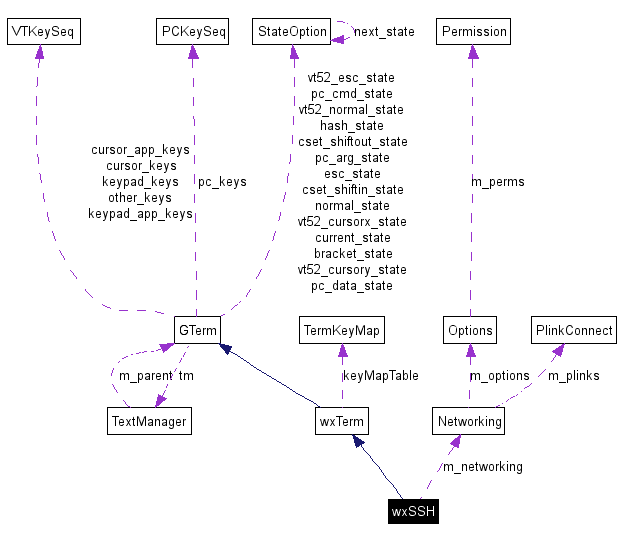 VTKeySeq
PCKeySeq
StateOption
next_state
Permission
vt52_esc_state
pc_cmd_state
vt52_normal_state
hash_state
cset_shiftout_state
pc_arg_state
esc_state
cset_shiftin_state
normal_state
vt52_cursorx_state
current_state
bracket_state
vt52_cursory_state
pc_data_state
cursor_app_keys
cursor_keys
keypad_keys
other_keys
keypad_app_keys
pc_keys
m_perms
GTerm
TermKeyMap
Options
PlinkConnect
m_parent
tm
keyMapTable
m_options
m_plinks
TextManager
wxTerm
Networking
m_networking
wxSSH